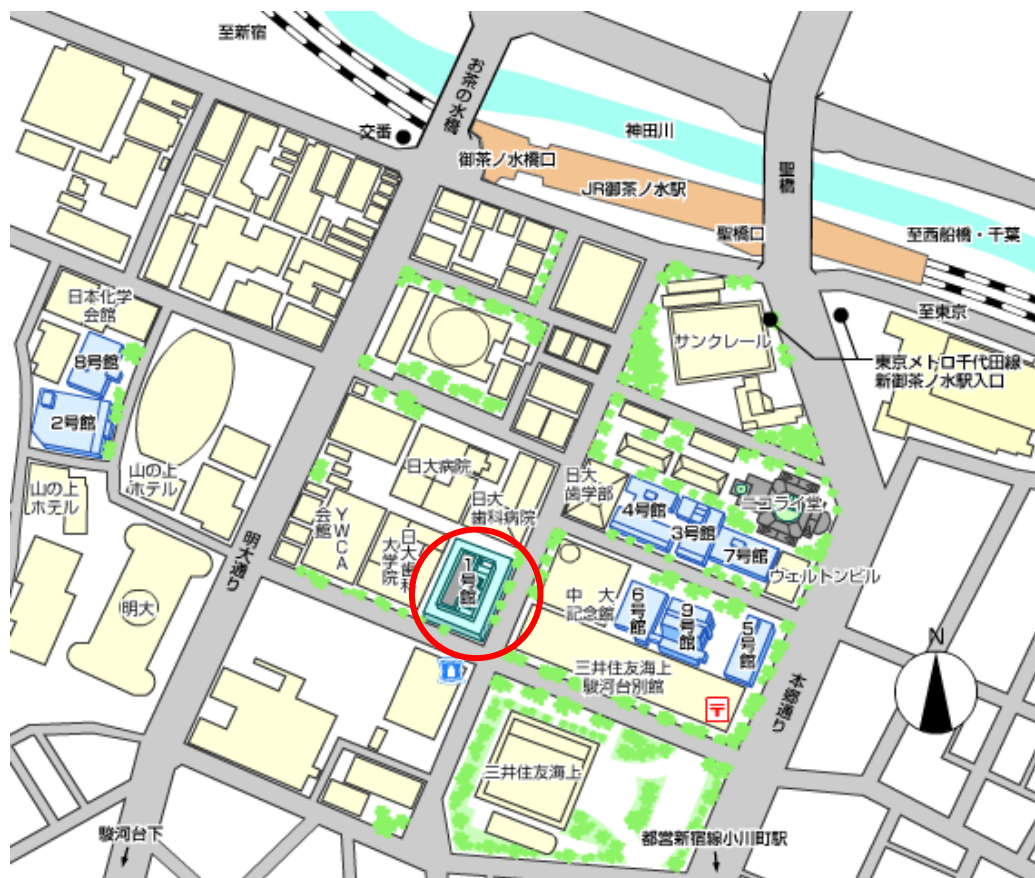 至新宿
お茶の水橋
交番
神田川
御茶ノ水橋口
JR御茶ノ水駅
聖橋
聖橋口
至西船橋・千葉
至東京
日本化学
会館
8号館
2号館
サンクレール
東京メトロ千代田線
新御茶ノ水駅入口
山の上
ホテル
山の上
ホテル
日大病院
日大
歯科病院
日大
歯学部
4号館
3号館
7号館
ニコライ堂
ヴェルトンビル
YWCA
会館
日大歯科
大学院
1号館
中大
記念館
6号館
9号館
5号館
明大通り
明大
三井住友海上
駿河台別館
〒
本郷通り
N
三井住友海上
駿河台下
都営新宿線小川町駅